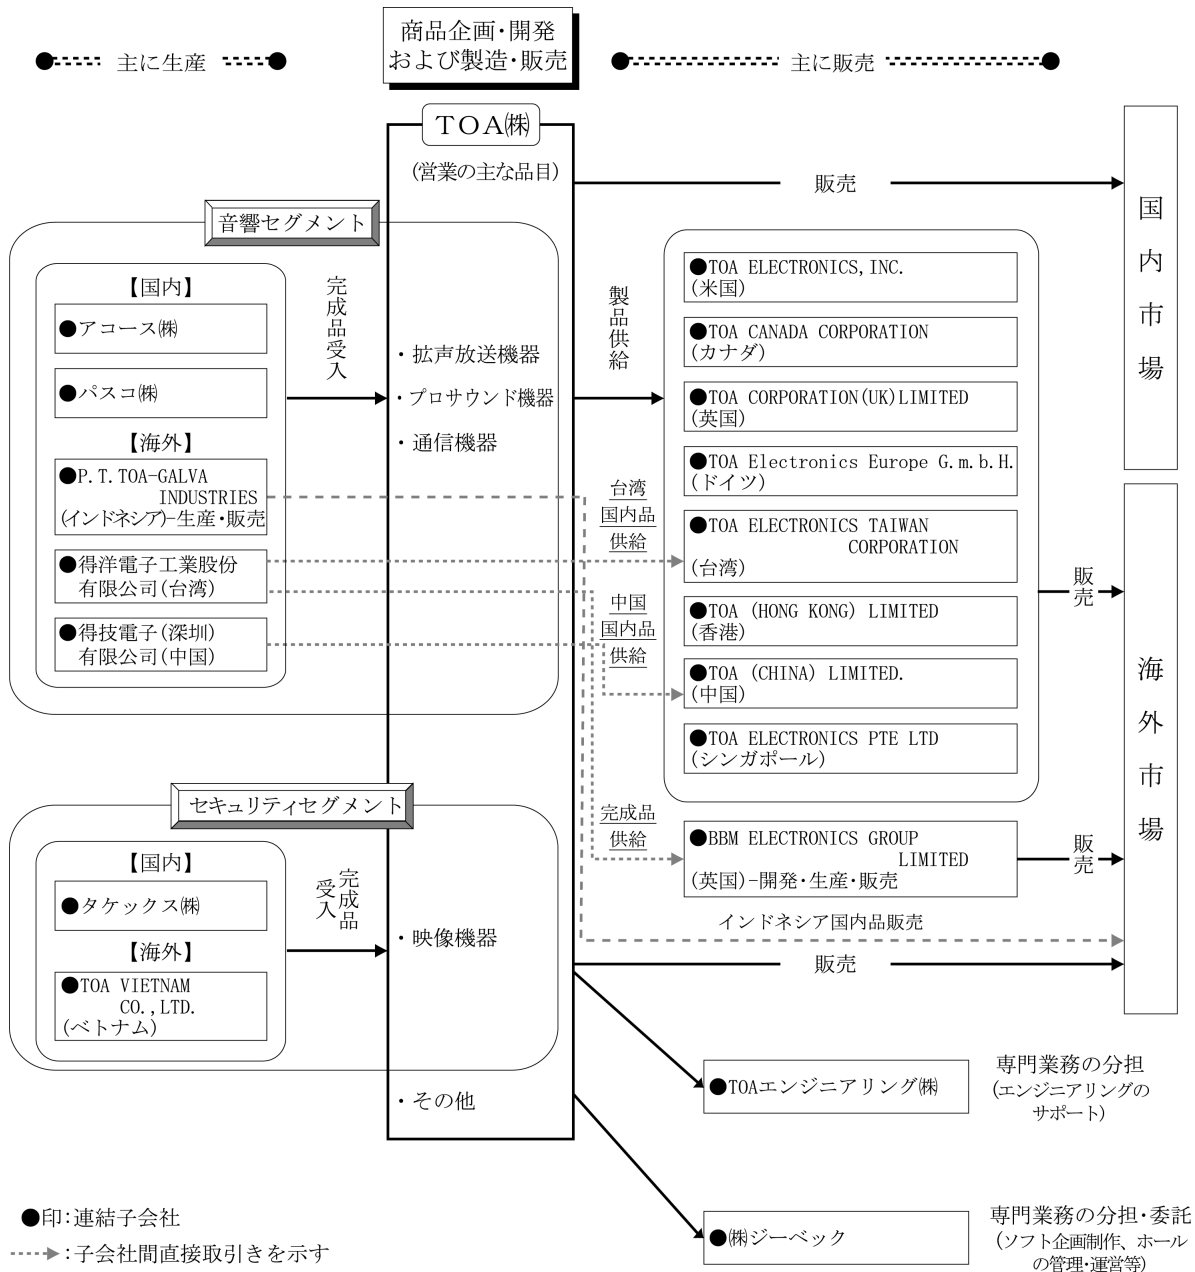 主に生産
商品企画・開発
および製造・販売
主に販売
TOA㈱
(営業の主な品目)
販売
国内市場
音響セグメント
【国内】
●アコース㈱
●パスコ㈱
【海外】
●P.T.TOA-GALVA
INDUSTRIES
(インドネシア)-生産・販売
●得洋電子工業股份
有限公司(台湾)
●得技電子(深圳)
有限公司(中国)
完成品受入
・拡声放送機器
・プロサウンド機器
・通信機器
製品供給
●TOA ELECTRONICS,INC.
(米国)
●TOA CANADA CORPORATION
(カナダ)
●TOA CORPORATION(UK)LIMITED
(英国)
●TOA Electronics Europe G.m.b.H.
(ドイツ)
●TOA ELECTRONICS TAIWAN
CORPORATION
(台湾)
●TOA (HONG KONG) LIMITED
(香港)
●TOA (CHINA) LIMITED.
(中国)
●TOA ELECTRONICS PTE LTD
(シンガポール)
台湾
国内品
供給
中国
国内品
供給
販売
海外市場
完成品
供給
●BBM ELECTRONICS GROUP
LIMITED
(英国)-開発・生産・販売
販売
セキュリティセグメント
【国内】
●タケックス㈱
【海外】
●TOA VIETNAM
CO.,LTD.
(ベトナム)
完成品
受入
・映像機器
インドネシア国内品販売
販売
・その他
●TOAエンジニアリング㈱
専門業務の分担
(エンジニアリングの
サポート)
●㈱ジーベック
専門業務の分担・委託
(ソフト企画制作、ホール
の管理・運営等)
●印:連結子会社
:子会社間直接取引きを示す